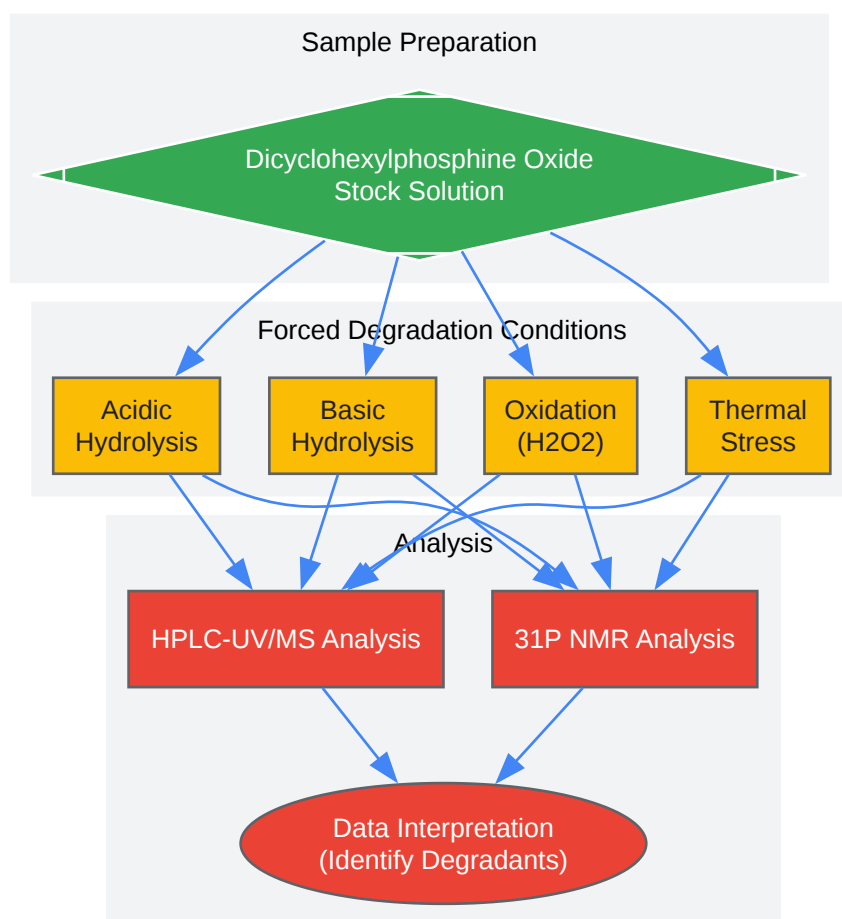 Sample Preparation
Dicyclohexylphosphine Oxide
Stock Solution
Forced Degradation Conditions
Acidic
Hydrolysis
Basic
Hydrolysis
Oxidation
(H2O2)
Thermal
Stress
Analysis
HPLC-UV/MS Analysis
31P NMR Analysis
Data Interpretation
(Identify Degradants)